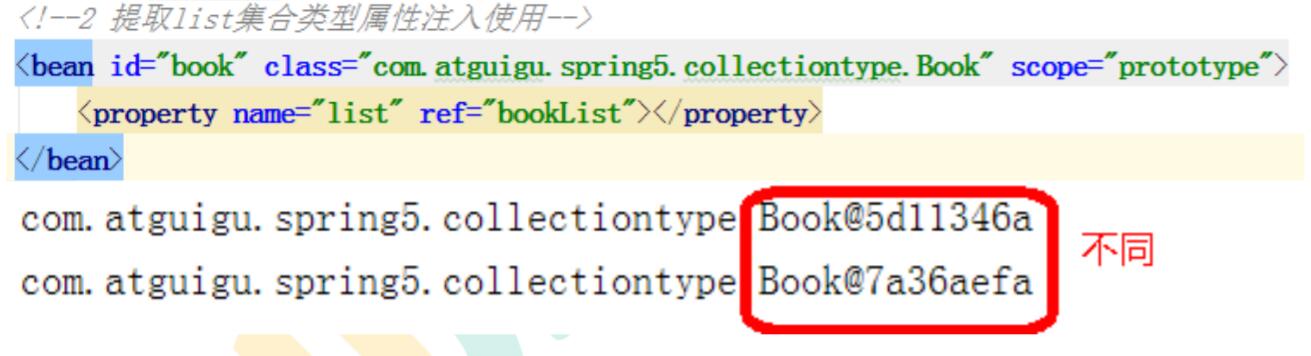 <!--2 提取list集合类型属性注入使用-->
<bean id="book" class="com.atguigu.spring5.collectiontype.Book" scope="prototype">
<property name="list" ref="bookList"></property>
</bean>
com.atguigu.spring5.collectiontype Book@5d11346a
不同
com.atguigu.spring5.collectiontype Book@7a36aefa